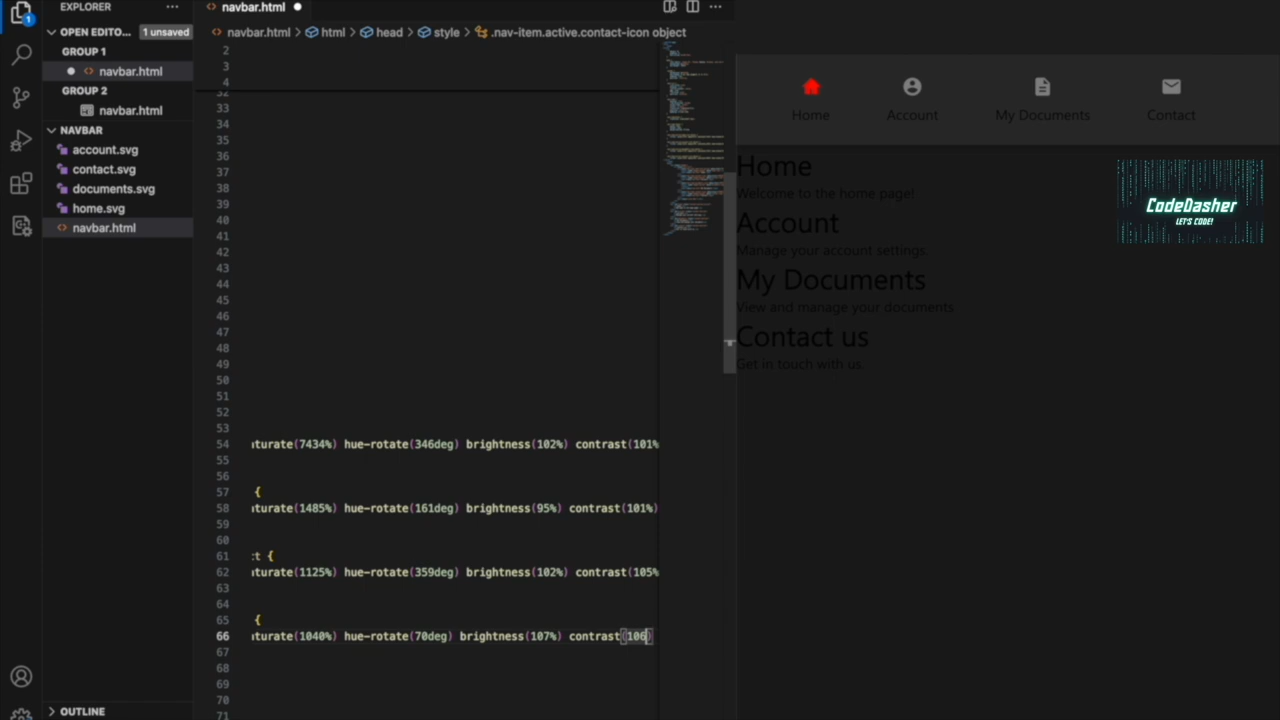 EXPLORER
OPEN EDITO... 1 unsaved
GROUP 1
navbar.html
GROUP 2
navbar.html
NAVBAR
account.svg
contact.svg
documents.svg
home.svg
navbar.html
OUTLINE
1
navbar.html
navbar.html > html > head > style > .nav-item.active.contact-icon object
2
3
4
32
33
34
35
36
37
38
39
40
41
42
43
44
45
46
47
48
49
50
51
52
53
54 aturate(7434%) hue-rotate(346deg) brightness(102%) contrast(101%
55
56
57 {
58 aturate(1485%) hue-rotate(161deg) brightness(95%) contrast(101%)
59
60
61 ct {
62 aturate(1125%) hue-rotate(359deg) brightness(102%) contrast(105%
63
64
65 {
66 aturate(1040%) hue-rotate(70deg) brightness(107%) contrast(106)
67
68
69
70
71
Home Account My Documents Contact
Home
Welcome to the home page!
Account
Manage your account settings.
My Documents
View and manage your documents
Contact us
Get in touch with us.
CodeDasher
LET'S CODE!